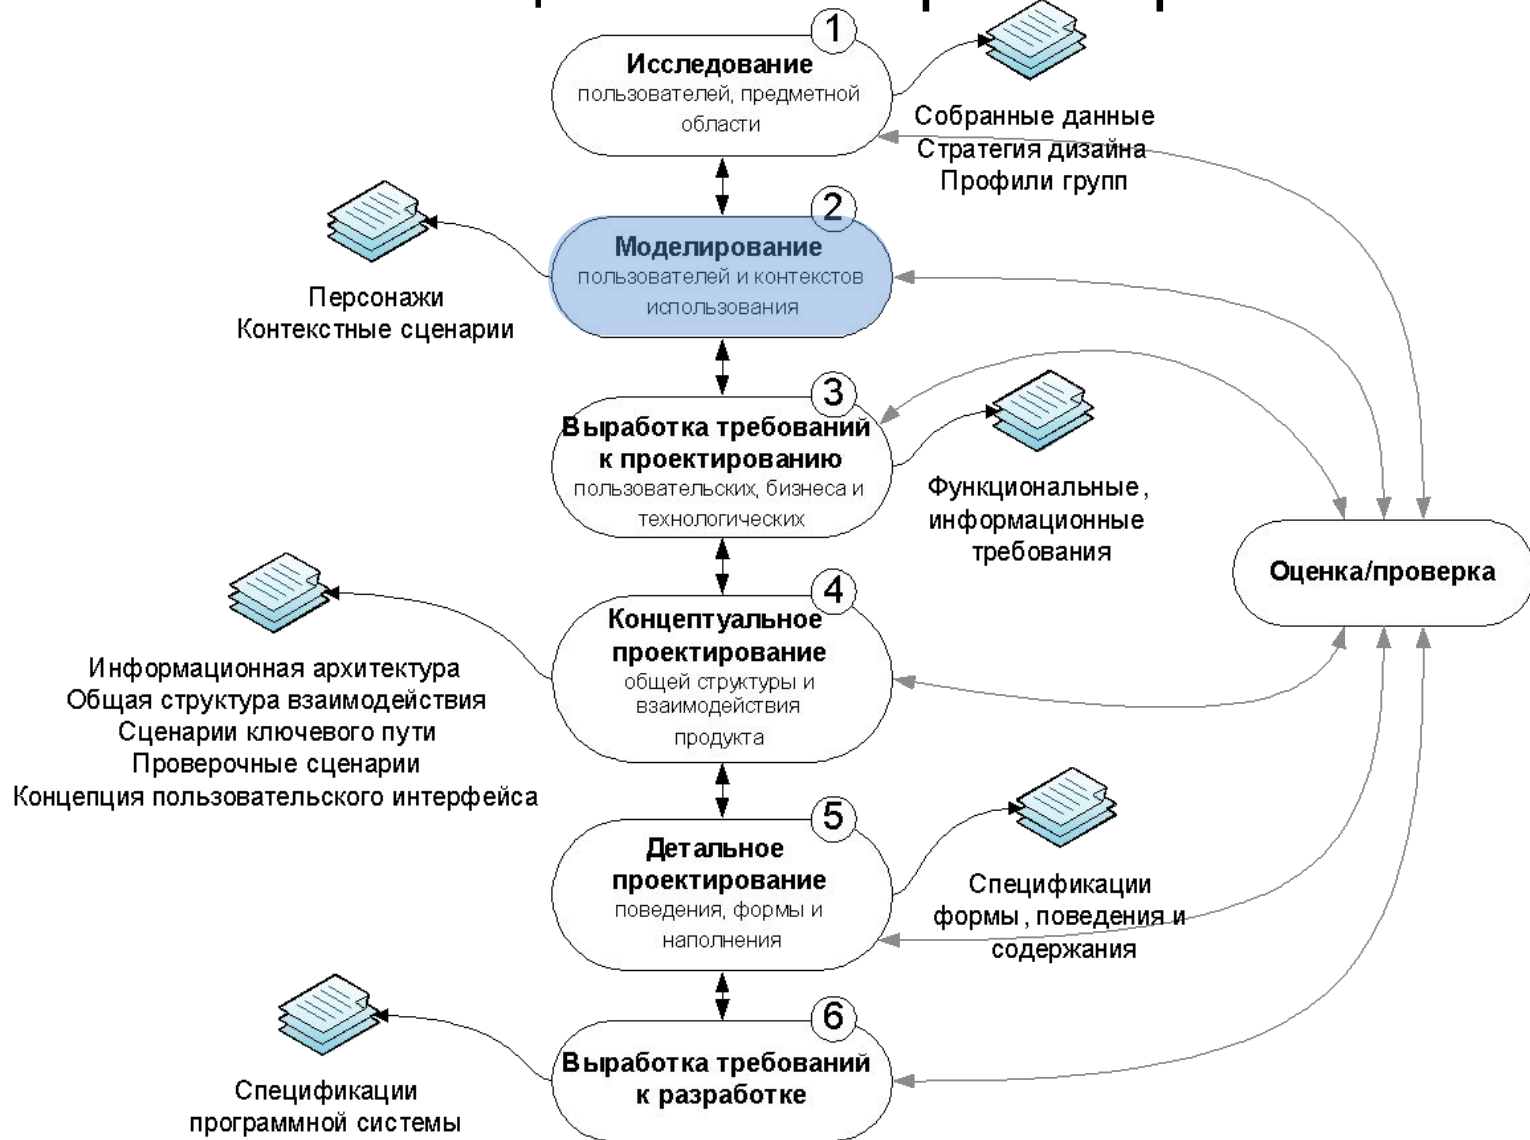 1
Исследование
пользователей, предметной
области
Собранные данные
Стратегия дизайна
Профили групп
2
Моделирование
пользователей и контекстов
использования
Персонажи
Контекстные сценарии
3
Выработка требований
к проектированию
пользовательских, бизнеса и
технологических
Функциональные,
информационные
требования
Оценка/проверка
4
Концептуальное
проектирование
общей структуры и
взаимодействия
продукта
Информационная архитектура
Общая структура взаимодействия
Сценарии ключевого пути
Проверочные сценарии
Концепция пользовательского интерфейса
5
Детальное
проектирование
поведения, формы и
наполнения
Спецификации
формы, поведения и
содержания
6
Выработка требований
к разработке
Спецификации
программной системы